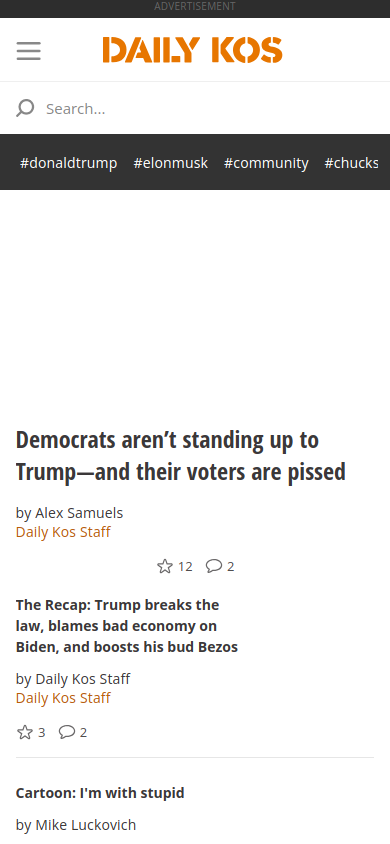 ADVERTISEMENT
DAILY KOS
Search...
#donaldtrump #elonmusk #community #chucks
Democrats aren’t standing up to
Trump—and their voters are pissed
by Alex Samuels
Daily Kos Staff
12 2
The Recap: Trump breaks the
law, blames bad economy on
Biden, and boosts his bud Bezos
by Daily Kos Staff
Daily Kos Staff
3 2
Cartoon: I'm with stupid
by Mike Luckovich